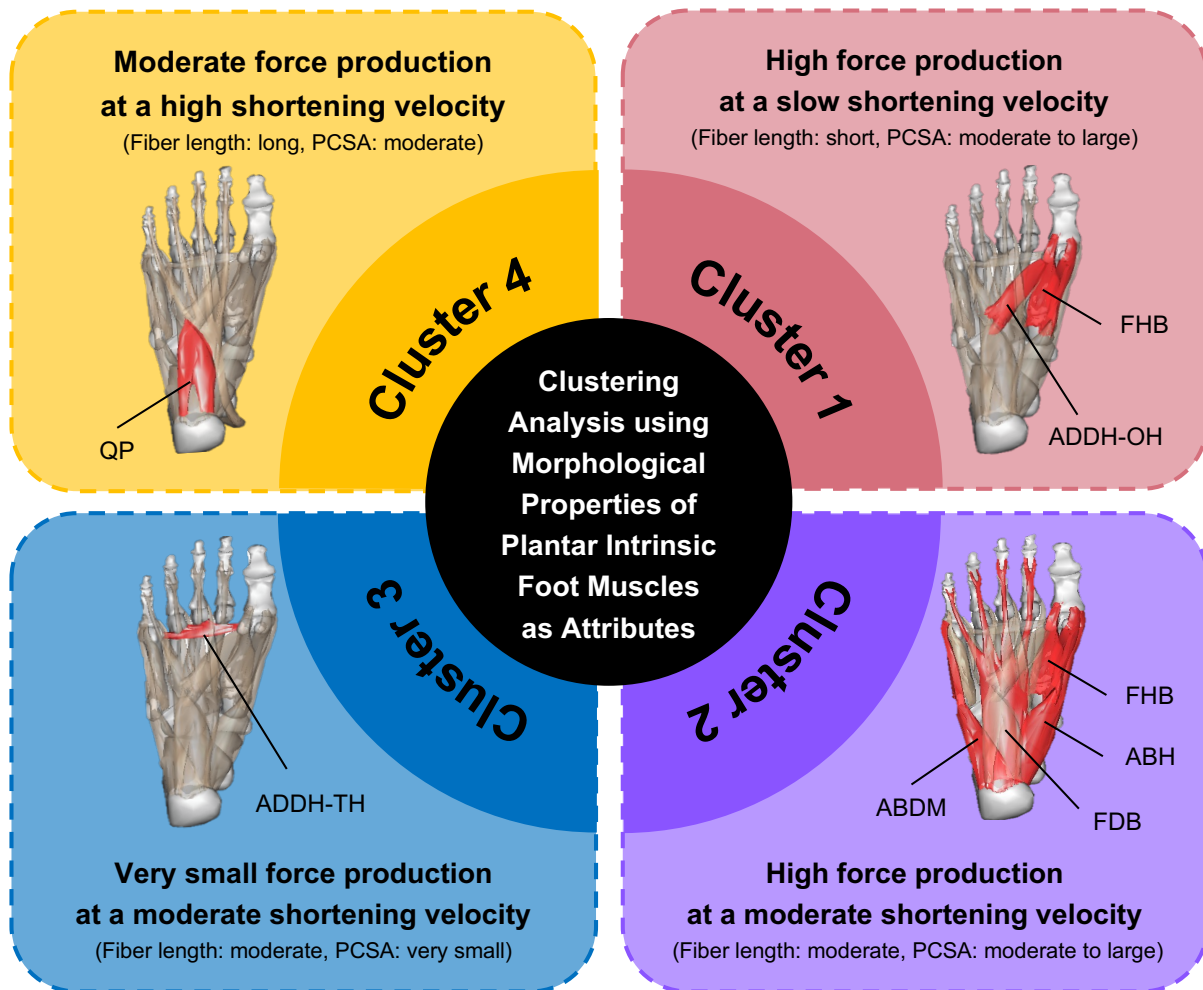 Moderate force production
at a high shortening velocity
(Fiber length: long, PCSA: moderate)
QP
Cluster 4
High force production
at a slow shortening velocity
(Fiber length: short, PCSA: moderate to large)
FHB
ADDH-OH
Cluster 1
Clustering
Analysis using
Morphological
Properties of
Plantar Intrinsic
Foot Muscles
as Attributes
Cluster 3
ADDH-TH
Very small force production
at a moderate shortening velocity
(Fiber length: moderate, PCSA: very small)
Cluster 2
FHB
ABH
ABDM
FDB
High force production
at a moderate shortening velocity
(Fiber length: moderate, PCSA: moderate to large)